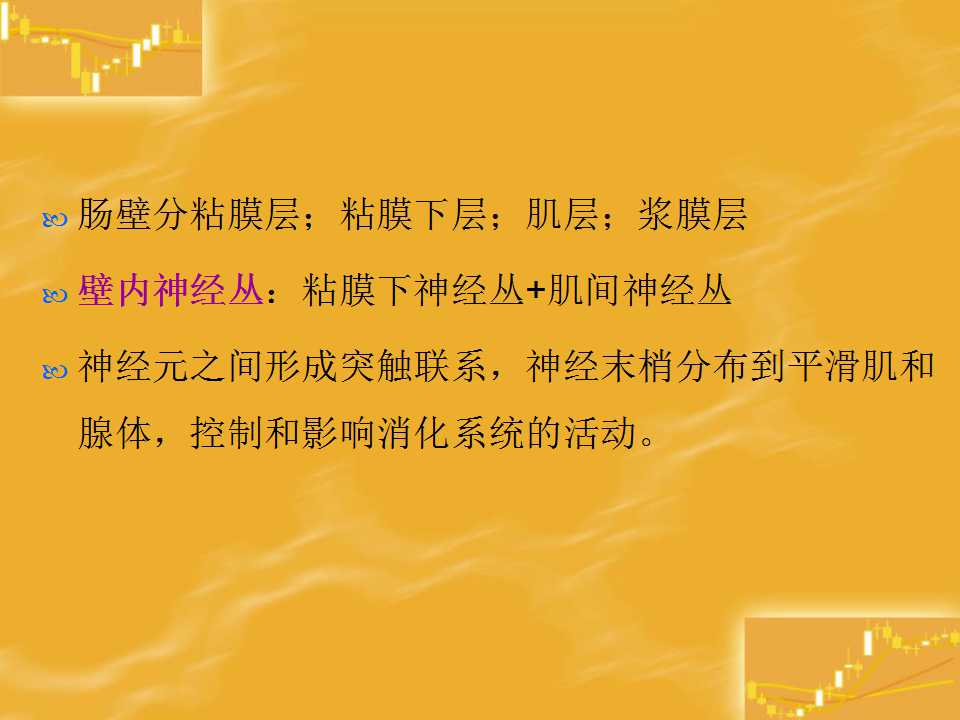 肠壁分粘膜层；粘膜下层；肌层；浆膜层
壁内神经丛：粘膜下神经丛+肌间神经丛
神经元之间形成突触联系，神经末梢分布到平滑肌和
腺体，控制和影响消化系统的活动。